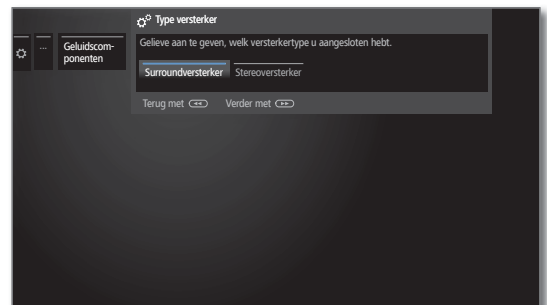 Type versterker
... Geluidscom-
ponenten
Gelieve aan te geven, welk versterkertype u aangesloten hebt.
Surroundversterker Stereoversterker
Terug met Verder met